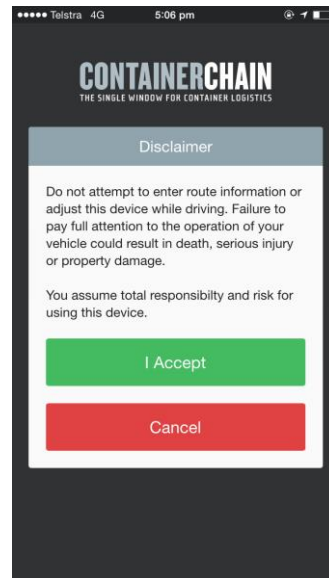 Telstra 4G 5:06 pm
CONTAINERCHAIN
THE SINGLE WINDOW FOR CONTAINER LOGISTICS
Disclaimer
Do not attempt to enter route information or
adjust this device while driving. Failure to
pay full attention to the operation of your
vehicle could result in death, serious injury
or property damage.
You assume total responsibilty and risk for
using this device.
I Accept
Cancel